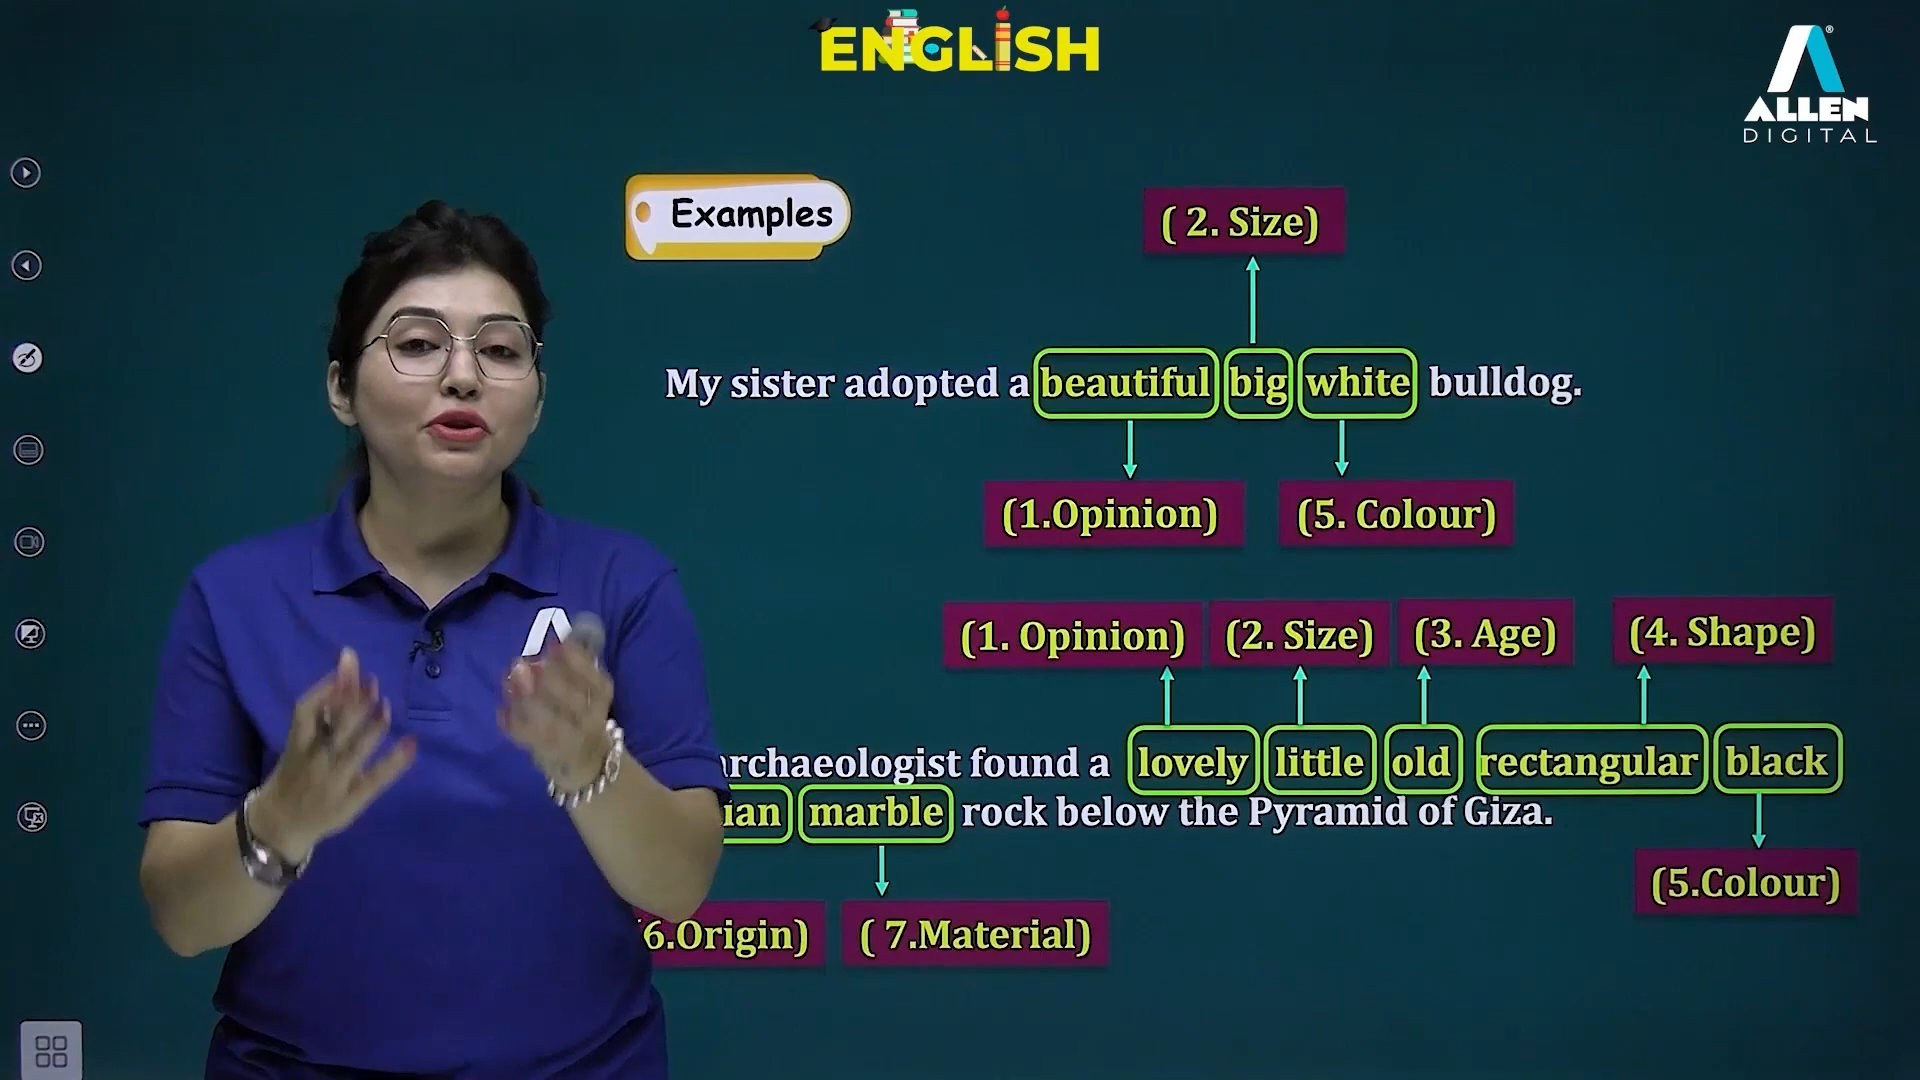 ENGLISH
ALLEN
DIGITAL
Examples
( 2. Size)
My sister adopted a beautiful big white bulldog.
(1.Opinion) (5. Colour)
(1. Opinion) (2. Size) (3. Age) (4. Shape)
found a lovely little old rectangular black
marble rock below the Pyramid of Giza.
(5.Colour)
6.Origin) ( 7.Material)